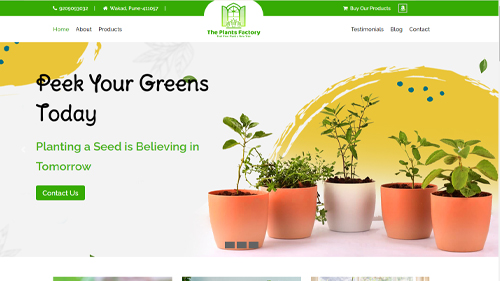 9209033032 | Wakad, Pune-411057 |
Buy Our Products
The Plants Factory
Home About Products
Testimonials Blog Contact
Peek Your Greens
Today
Planting a Seed is Believing in
Tomorrow
Contact Us